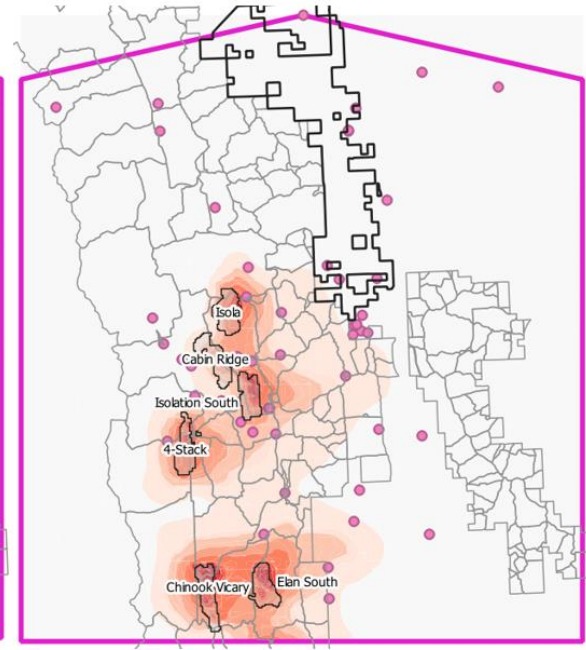 Isola
Cabin Ridge
Isolation South
4-Stack
Chinook Vicary
Elan South